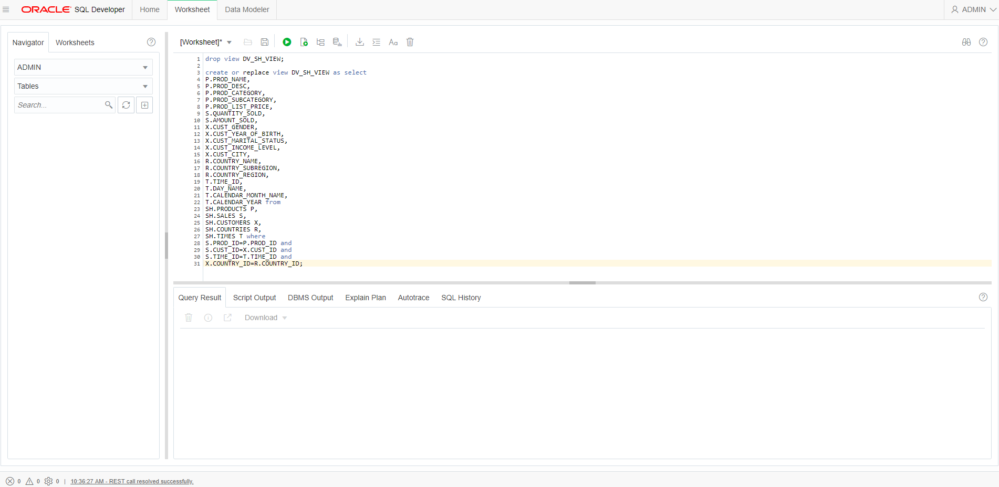 ORACLE SQL Developer
Home
Worksheet
Data Modeler
ADMIN
Navigator
Worksheets
[Worksheet]*
Aa
ADMIN
Tables
Search...
1 drop view DV_SH_VIEW;
2
3 create or replace view DV_SH_VIEW as select
4 P.PROD_NAME,
5 P.PROD_DESC,
6 P.PROD_CATEGORY,
7 P.PROD_SUBCATEGORY,
8 P.PROD_LIST_PRICE,
9 S.QUANTITY_SOLD,
10 S.AMOUNT_SOLD,
11 X.CUST_GENDER,
12 X.CUST_YEAR_OF_BIRTH,
13 X.CUST_MARITAL_STATUS,
14 X.CUST_INCOME_LEVEL,
15 X.CUST_CITY,
16 R.COUNTRY_NAME,
17 R.COUNTRY_SUBREGION,
18 R.COUNTRY_REGION,
19 T.TIME_ID,
20 T.DAY_NAME,
21 T.CALENDAR_MONTH_NAME,
22 T.CALENDAR_YEAR from
23 SH.PRODUCTS P,
24 SH.SALES S,
25 SH.CUSTOMERS X,
26 SH.COUNTRIES R,
27 SH.TIMES T where
28 S.PROD_ID=P.PROD_ID and
29 S.CUST_ID=X.CUST_ID and
30 S.TIME_ID=T.TIME_ID and
31 X.COUNTRY_ID=R.COUNTRY_ID;
Query Result
Script Output
DBMS Output
Explain Plan
Autotrace
SQL History
Download
0 0 0 | 10:36:27 AM - REST call resolved successfully.